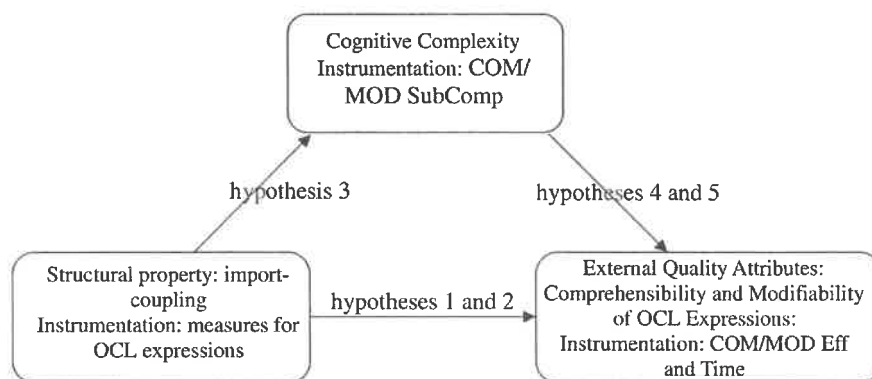 Cognitive Complexity
Instrumentation: COM/
MOD SubComp
hypothesis 3
hypotheses 4 and 5
Structural property: import-
coupling
Instrumentation: measures for
OCL expressions
hypotheses 1 and 2
External Quality Attributes:
Comprehensibility and Modifiability
of OCL Expressions:
Instrumentation: COM/MOD Eff
and Time